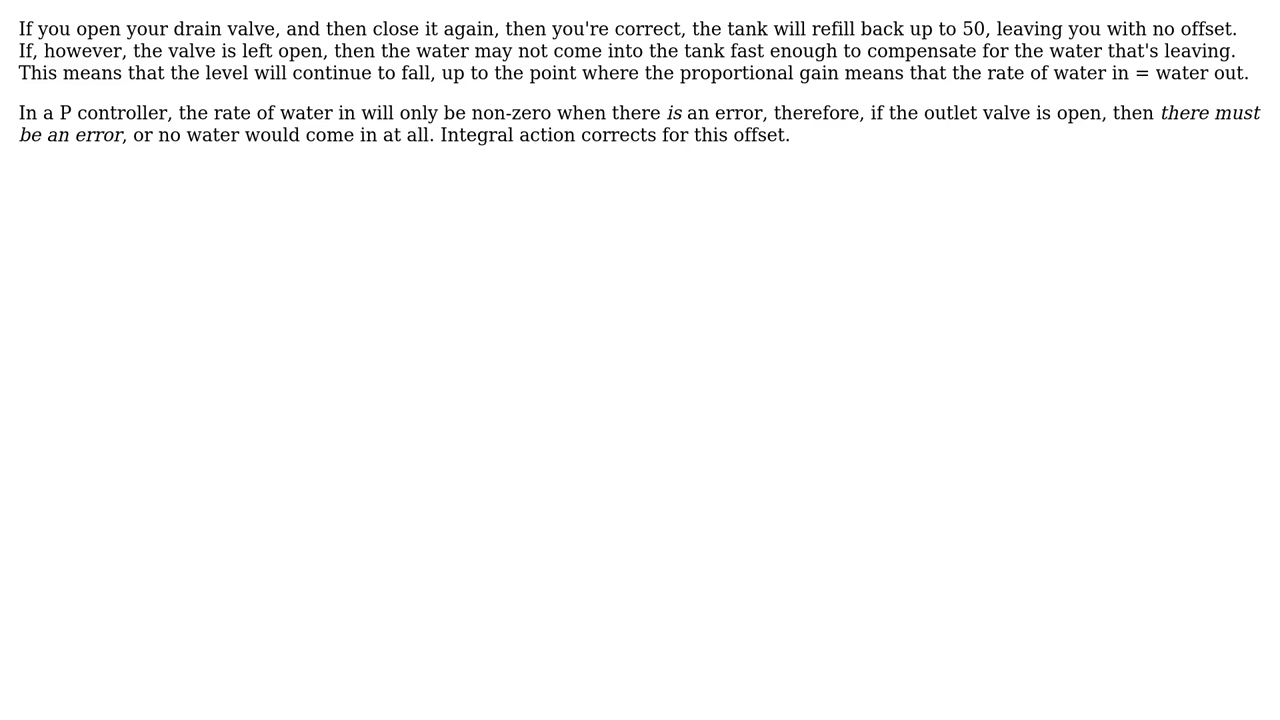 If you open your drain valve, and then close it again, then you're correct, the tank will refill back up to 50, leaving you with no offset.
If, however, the valve is left open, then the water may not come into the tank fast enough to compensate for the water that's leaving.
This means that the level will continue to fall, up to the point where the proportional gain means that the rate of water in = water out.
In a P controller, the rate of water in will only be non-zero when there is an error, therefore, if the outlet valve is open, then there must
be an error, or no water would come in at all. Integral action corrects for this offset.